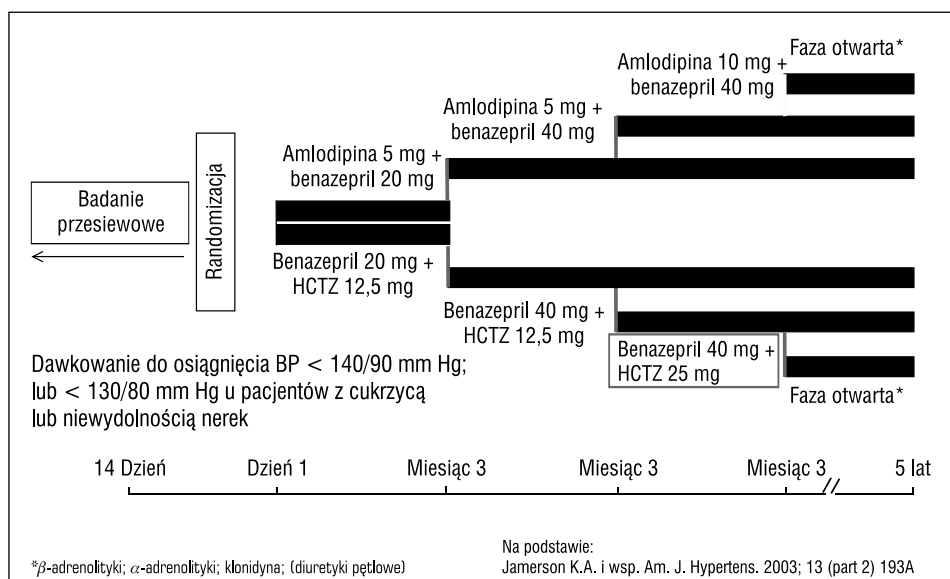 Faza otwarta*
Amlodipina 10 mg +
benazepril 40 mg
Amlodipina 5 mg +
benazepril 40 mg
Amlodipina 5 mg +
benazepril 20 mg
Badanie
przesiewowe
Randomizacja
Benazepril 20 mg +
HCTZ 12,5 mg
Benazepril 40 mg +
HCTZ 12,5 mg
Benazepril 40 mg +
HCTZ 25 mg
Faza otwarta*
Dawkowanie do osiągnięcia BP < 140/90 mm Hg;
lub < 130/80 mm Hg u pacjentów z cukrzycą
lub niewydolnością nerek
14 Dzień Dzień 1 Miesiąc 3 Miesiąc 3 Miesiąc 3 5 lat
*β-adrenolityki; α-adrenolityki; klonidyna; (diuretyki pętlowe)
Na podstawie:
Jamerson K.A. i wsp. Am. J. Hypertens. 2003; 13 (part 2) 193A